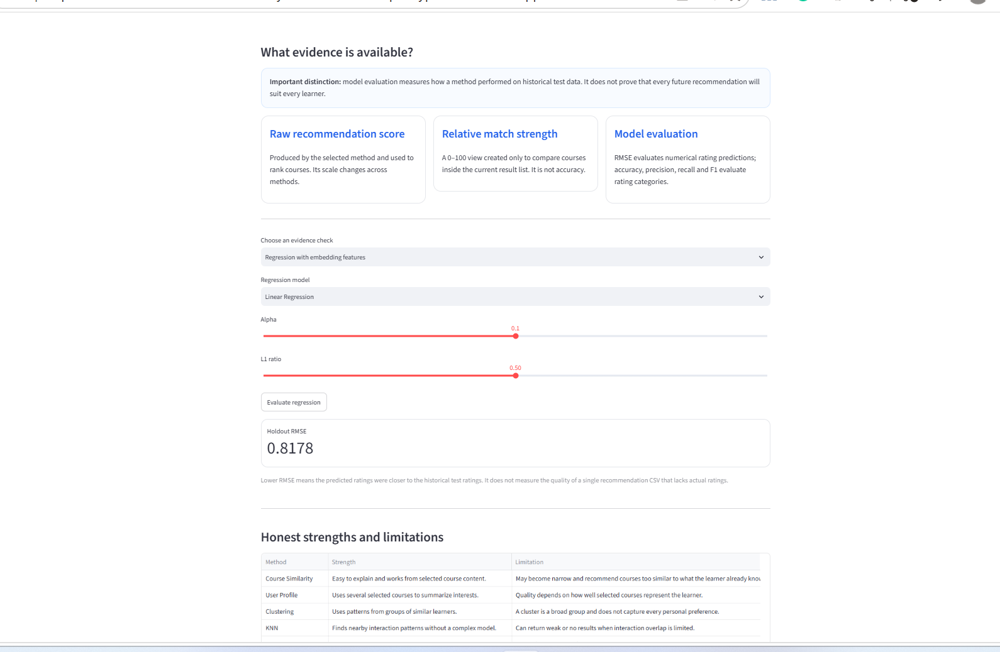 What evidence is available?
Important distinction: model evaluation measures how a method performed on historical test data. It does not prove that every future recommendation will
suit every learner.
Raw recommendation score
Produced by the selected method and used to
rank courses. Its scale changes across
methods.
Relative match strength
A 0–100 view created only to compare courses
inside the current result list. It is not accuracy.
Model evaluation
RMSE evaluates numerical rating predictions;
accuracy, precision, recall and F1 evaluate
rating categories.
Choose an evidence check
Regression with embedding features
Regression model
Linear Regression
Alpha
0.1
L1 ratio
0.50
Evaluate regression
Holdout RMSE
0.8178
Lower RMSE means the predicted ratings were closer to the historical test ratings. It does not measure the quality of a single recommendation CSV that lacks actual ratings.
Honest strengths and limitations
Method Strength Limitation
Course Similarity Easy to explain and works from selected course content. May become narrow and recommend courses too similar to what the learner already
User Profile Uses several selected courses to summarize interests. Quality depends on how well selected courses represent the learner.
Clustering Uses patterns from groups of similar learners. A cluster is a broad group and does not capture every personal preference.
KNN Finds nearby interaction patterns without a complex model. Can return weak or no results when interaction overlap is limited.